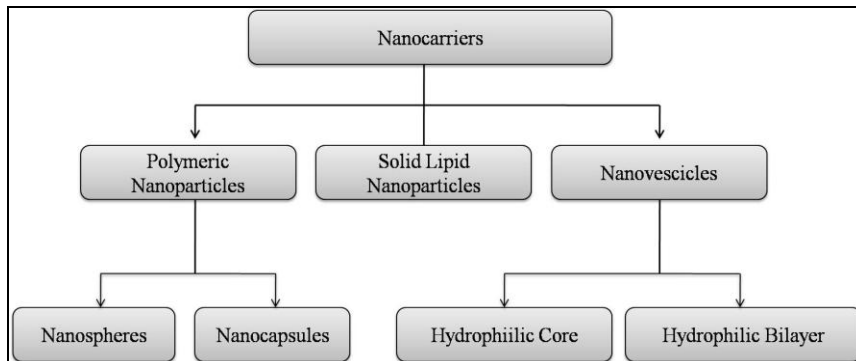 Nanocarriers
Polymeric
Nanoparticles
Solid Lipid
Nanoparticles
Nanovescicles
Nanospheres
Nanocapsules
Hydrophiilic Core
Hydrophilic Bilayer